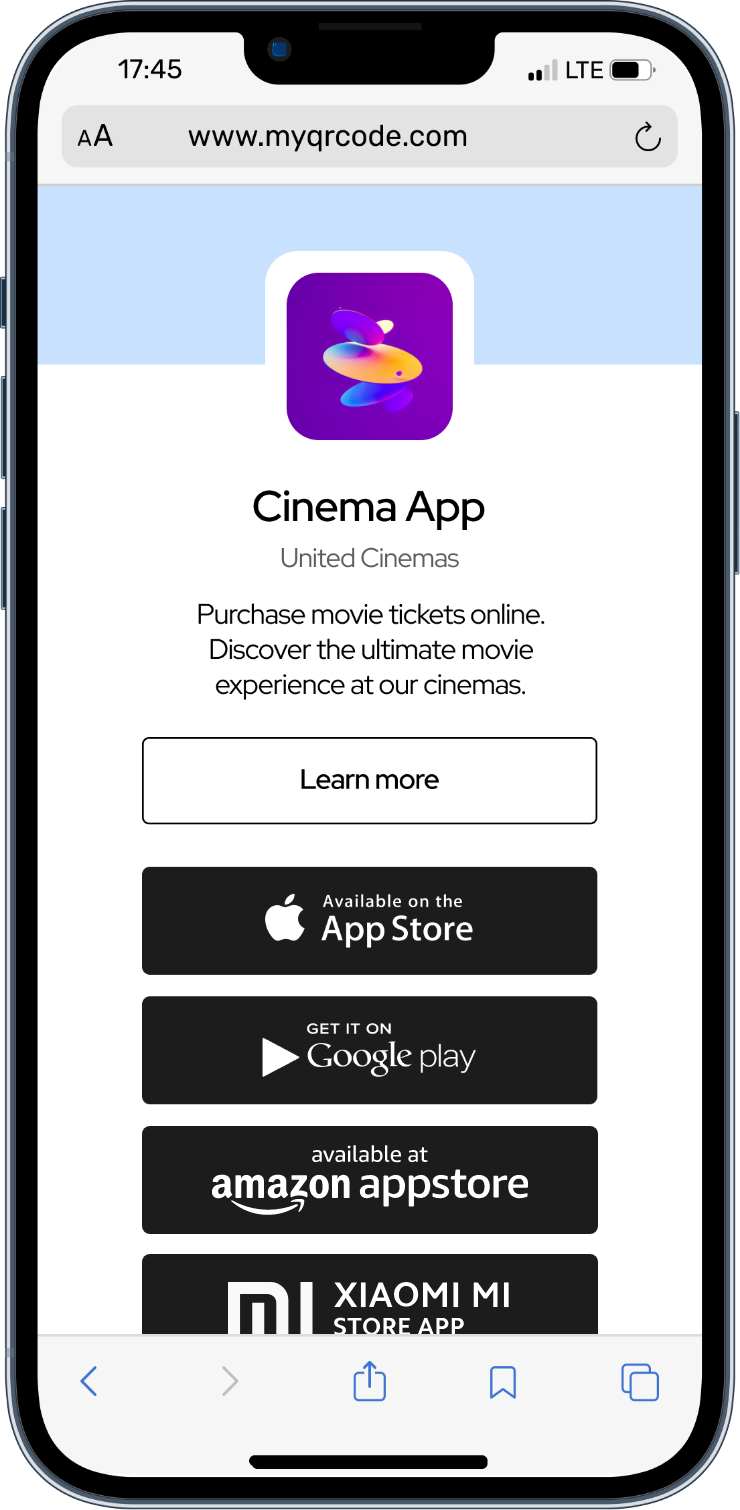 17:45 LTE
AA www.myqrcode.com
Cinema App
United Cinemas
Purchase movie tickets online.
Discover the ultimate movie
experience at our cinemas.
Learn more
Available on the
App Store
GET IT ON
Google play
available at
amazon appstore
MI XIAOMI MI
STORE APP